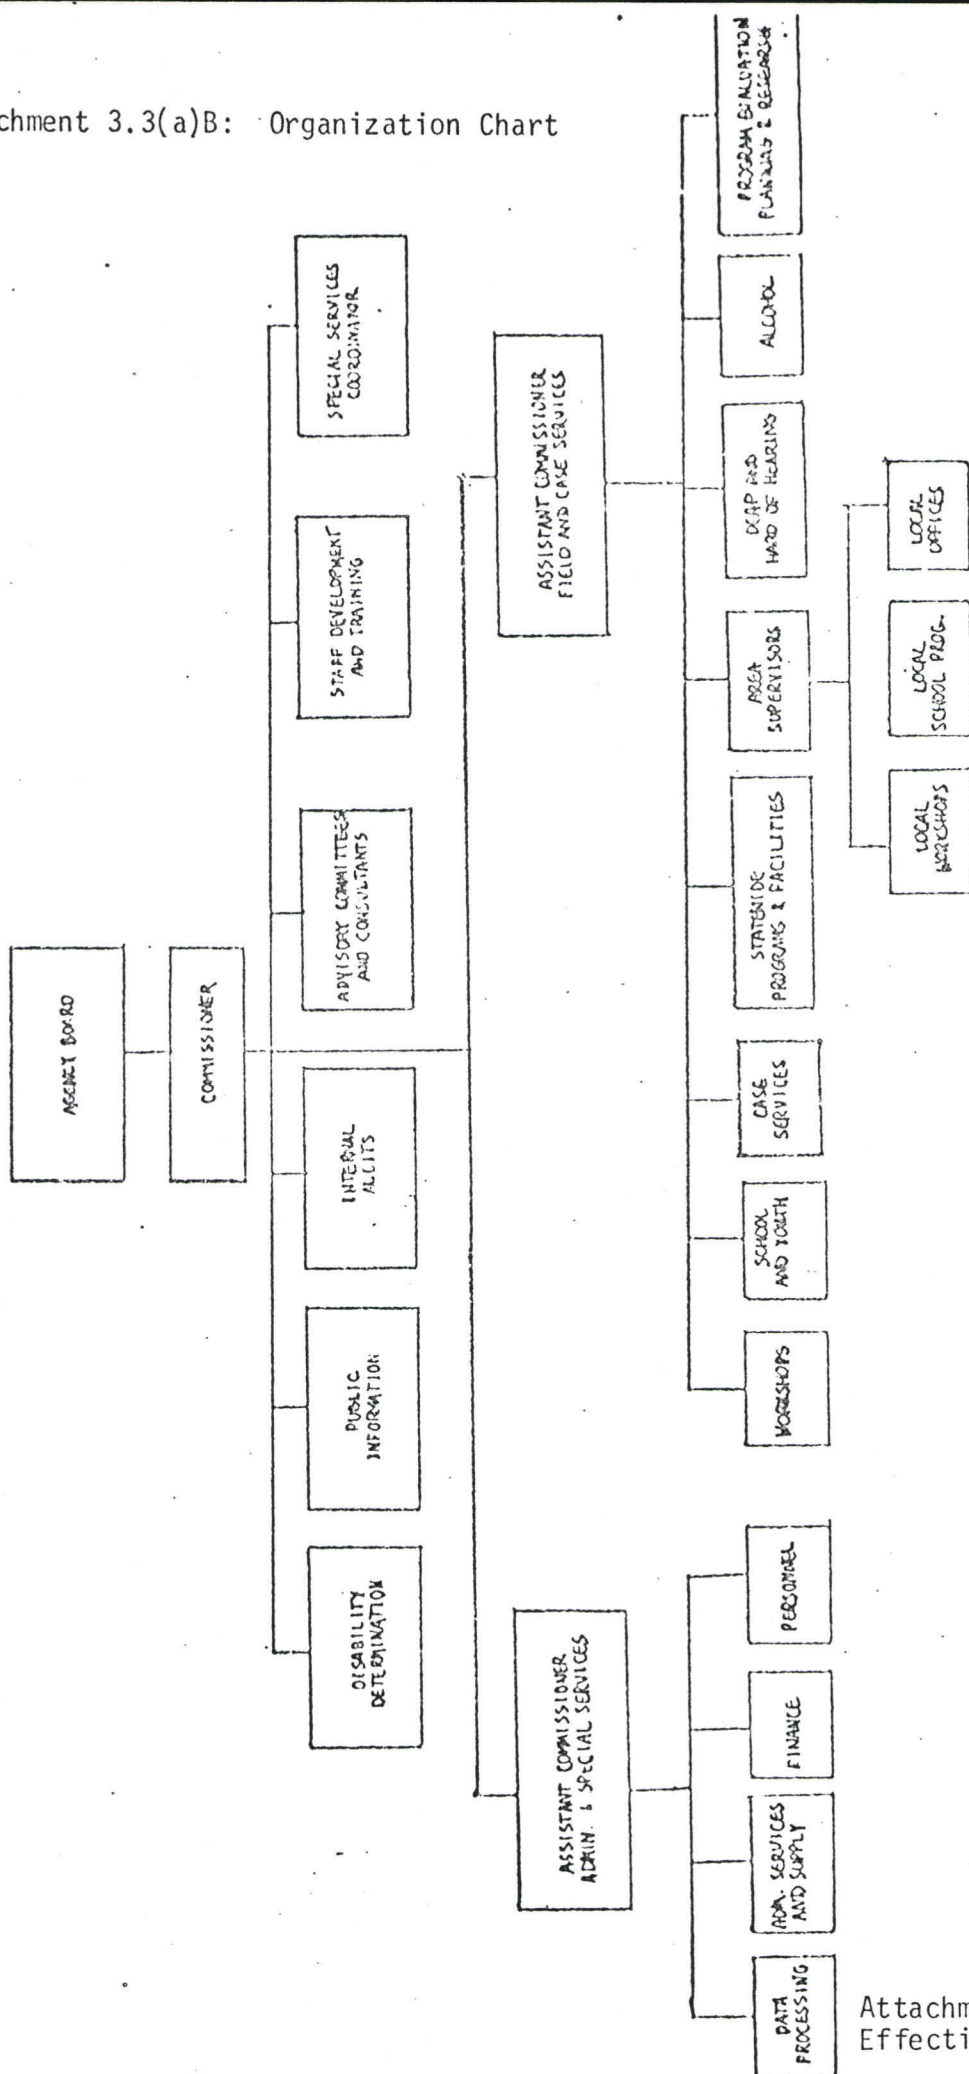 chment 3.3(a)B: Organization Chart
AGENCY BOARD
COMMISSIONER
DISABILITY
DETERMINATION
PUBLIC
INFORMATION
INTERNAL
ADVISORY COMMITTEES
AND CONSULTANTS
STAFF DEVELOPMENT
AND TRAINING
SPECIAL SERVICES
COORDINATOR
ASSISTANT COMMISSIONER
ADMIN. & SPECIAL SERVICES
ASSISTANT COMMISSIONER
FIELD AND CASE SERVICES
DATA
PROCESSING
ADM. SERVICES
AND SUPPLY
FINANCE
PERSONNEL
WORKSHOPS
SCHOOL
AND YOUTH
CASE
SERVICES
STATEWIDE
PROGRAMS & FACILITIES
AREA
SUPERVISORS
DEAF AND
HARD OF HEARING
ALCOHOL
PROGRAM EVALUATION
PLANNING & RESEARCH
LOCAL
WORKSHOPS
LOCAL
SCHOOL PROG.
LOCAL
OFFICES
Attachm
Effecti